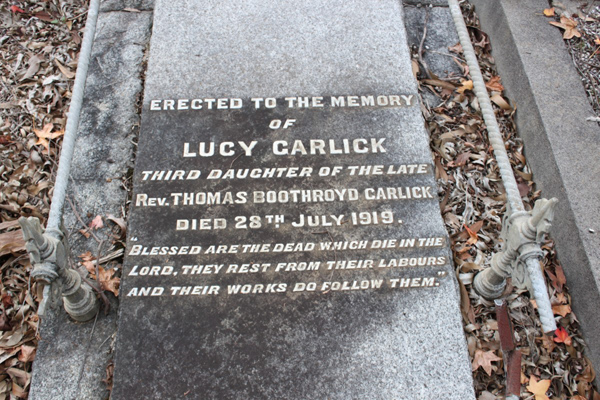 ERECTED TO THE MEMORY
OF
LUCY GARLICK
THIRD DAUGHTER OF THE LATE
REV. THOMAS BOOTHROYD GARLICK
DIED 28TH JULY 1919.
"BLESSED ARE THE DEAD WHICH DIE IN THE
LORD, THEY REST FROM THEIR LABOURS
AND THEIR WORKS DO FOLLOW THEM."